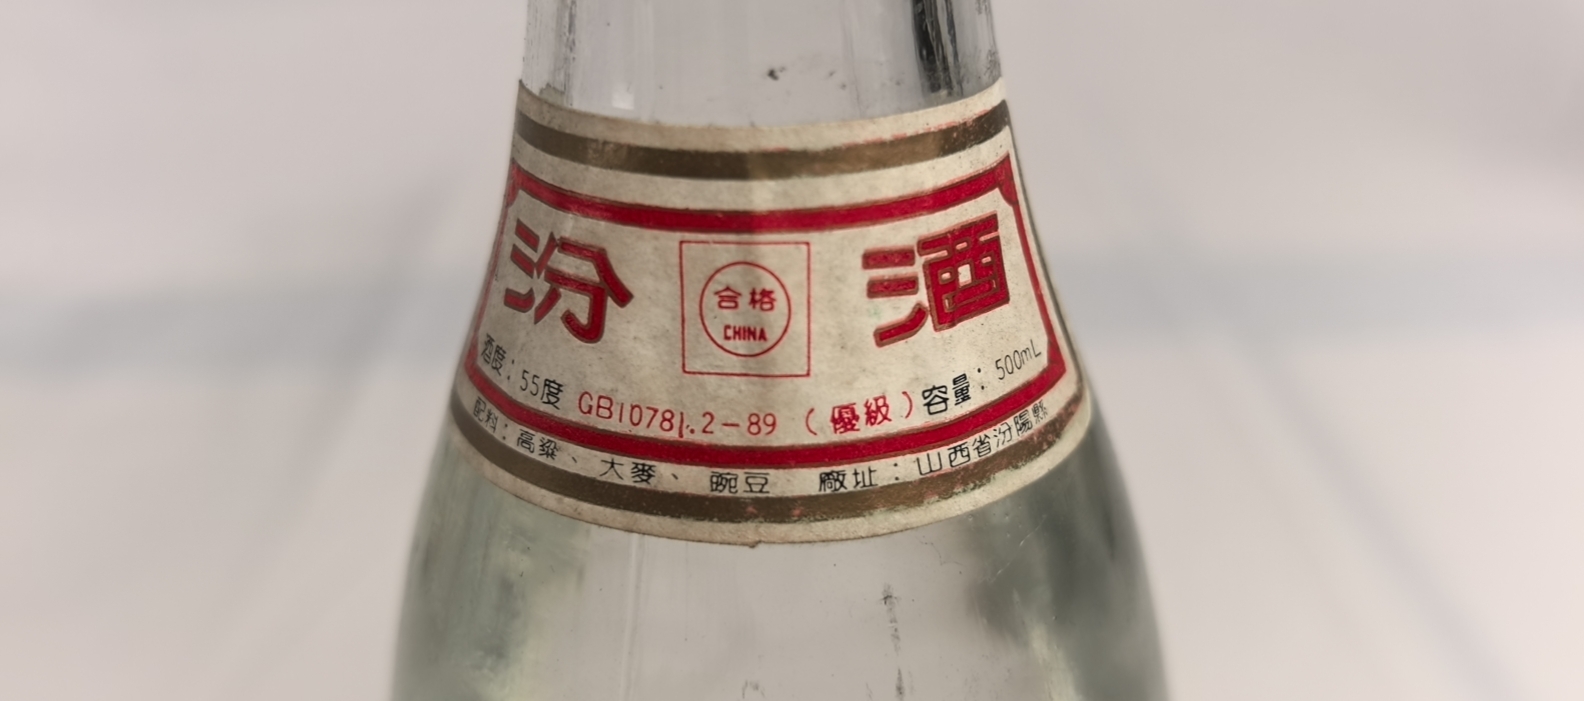 汾酒
合格
CHINA
酒度：55度 GB10781.2-89（優級）容量：500mL
配料：高粱、大麥、豌豆 廠址：山西省汾陽縣